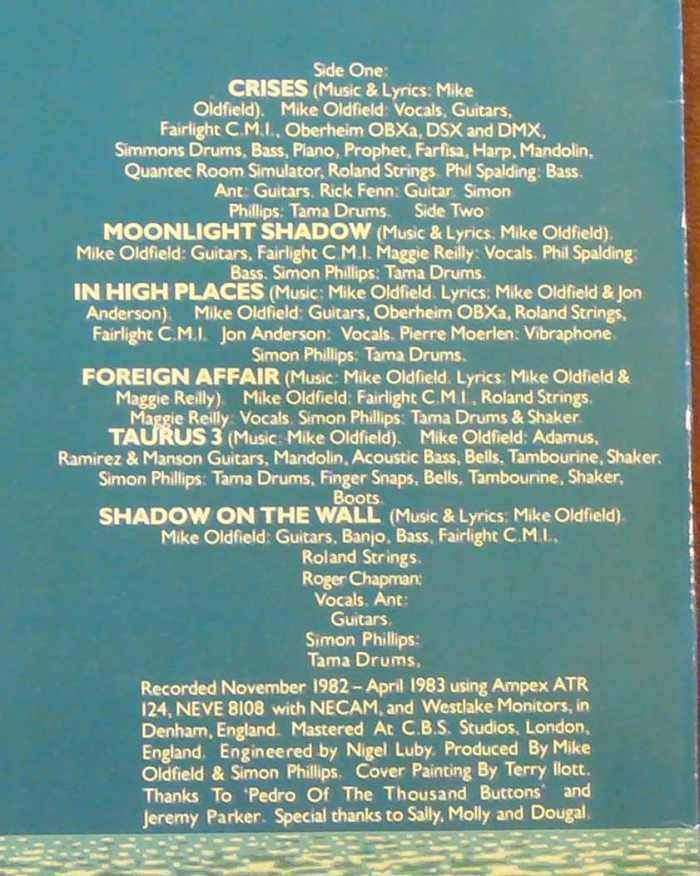 Side One:
CRISES (Music & Lyrics: Mike
Oldfield). Mike Oldfield: Vocals, Guitars,
Fairlight C.M.I., Oberheim OBXa, DSX and DMX,
Simmons Drums, Bass, Piano, Prophet, Farfisa, Harp, Mandolin,
Quantec Room Simulator, Roland Strings. Phil Spalding: Bass.
Ant: Guitars. Rick Fenn: Guitar. Simon
Phillips: Tama Drums. Side Two:
MOONLIGHT SHADOW (Music & Lyrics: Mike Oldfield).
Mike Oldfield: Guitars, Fairlight C.M.I. Maggie Reilly: Vocals. Phil Spalding:
Bass. Simon Phillips: Tama Drums.
IN HIGH PLACES (Music: Mike Oldfield. Lyrics: Mike Oldfield & Jon
Anderson). Mike Oldfield: Guitars, Oberheim OBXa, Roland Strings,
Fairlight C.M.I. Jon Anderson: Vocals. Pierre Moerlen: Vibraphone.
Simon Phillips: Tama Drums.
FOREIGN AFFAIR (Music: Mike Oldfield. Lyrics: Mike Oldfield &
Maggie Reilly). Mike Oldfield: Fairlight C.M.I., Roland Strings.
Maggie Reilly: Vocals. Simon Phillips: Tama Drums & Shaker.
TAURUS 3 (Music: Mike Oldfield). Mike Oldfield: Adamus,
Ramirez & Manson Guitars, Mandolin, Acoustic Bass, Bells, Tambourine, Shaker.
Simon Phillips: Tama Drums, Finger Snaps, Bells, Tambourine, Shaker,
Boots.
SHADOW ON THE WALL (Music & Lyrics: Mike Oldfield).
Mike Oldfield: Guitars, Banjo, Bass, Fairlight C.M.I.,
Roland Strings.
Roger Chapman:
Vocals. Ant:
Guitars.
Simon Phillips:
Tama Drums.
Recorded November 1982 – April 1983 using Ampex ATR
124, NEVE 8108 with NECAM, and Westlake Monitors, in
Denham, England. Mastered At C.B.S. Studios, London,
England. Engineered by Nigel Luby. Produced By Mike
Oldfield & Simon Phillips. Cover Painting By Terry Ilott.
Thanks To 'Pedro Of The Thousand Buttons' and
Jeremy Parker. Special thanks to Sally, Molly and Dougal.